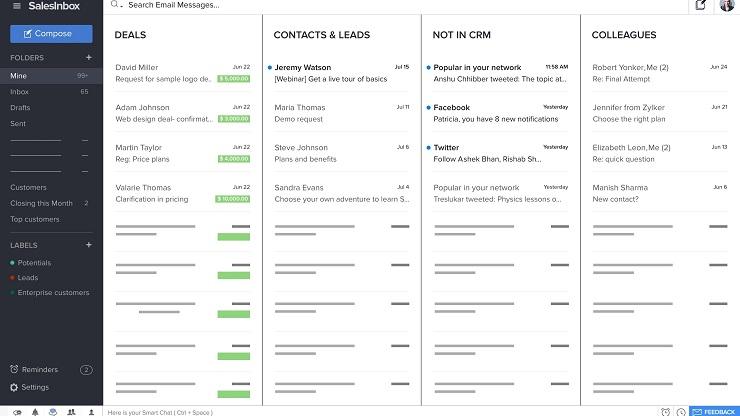 SalesInbox
Search Email Messages...
Compose
FOLDERS +
Mine 99+
Inbox 65
Drafts
Sent
Customers
Closing this Month 2
Top customers
LABELS +
Potenials
Leads
Enterprise customers
Reminders 2
Settings
DEALS
David Miller Jun 22
Request for sample logo de.. $ 5,000.00
Adam Johnson Jun 22
Web design deal- confirmat... $ 3,000.00
Martin Taylor Jun 22
Reg: Price plans $ 4,000.00
Valarie Thomas Jun 22
Clarification in pricing $ 10,000.00
CONTACTS & LEADS
Jeremy Watson Jul 15
[Webinar] Get a live tour of basics
Maria Thomas Jul 11
Demo request
Steve Johnson Jul 6
Plans and benefits
Sandra Evans Jul 4
Choose your own adventure to learn S...
NOT IN CRM
Popular in your network 11:58 AM
Anshu Chhibber tweeted: The topic at...
Facebook Yesterday
Patricia, you have 8 new notifications
Twitter Yesterday
Follow Ashek Bhan, Rishab Sh...
Popular in your network Yesterday
Treslukar tweeted: Physics lessons o...
COLLEAGUES
Robert Yonker,Me (2) Jun 24
Re: Final Attempt
Jennifer from Zylker Jun 21
Choose the right plan
Elizabeth Leon,Me (2) Jun 13
Re: quick question
Manish Sharma Jun 6
New contact?
Here is your Smart Chat ( Ctrl + Space )
FEEDBACK